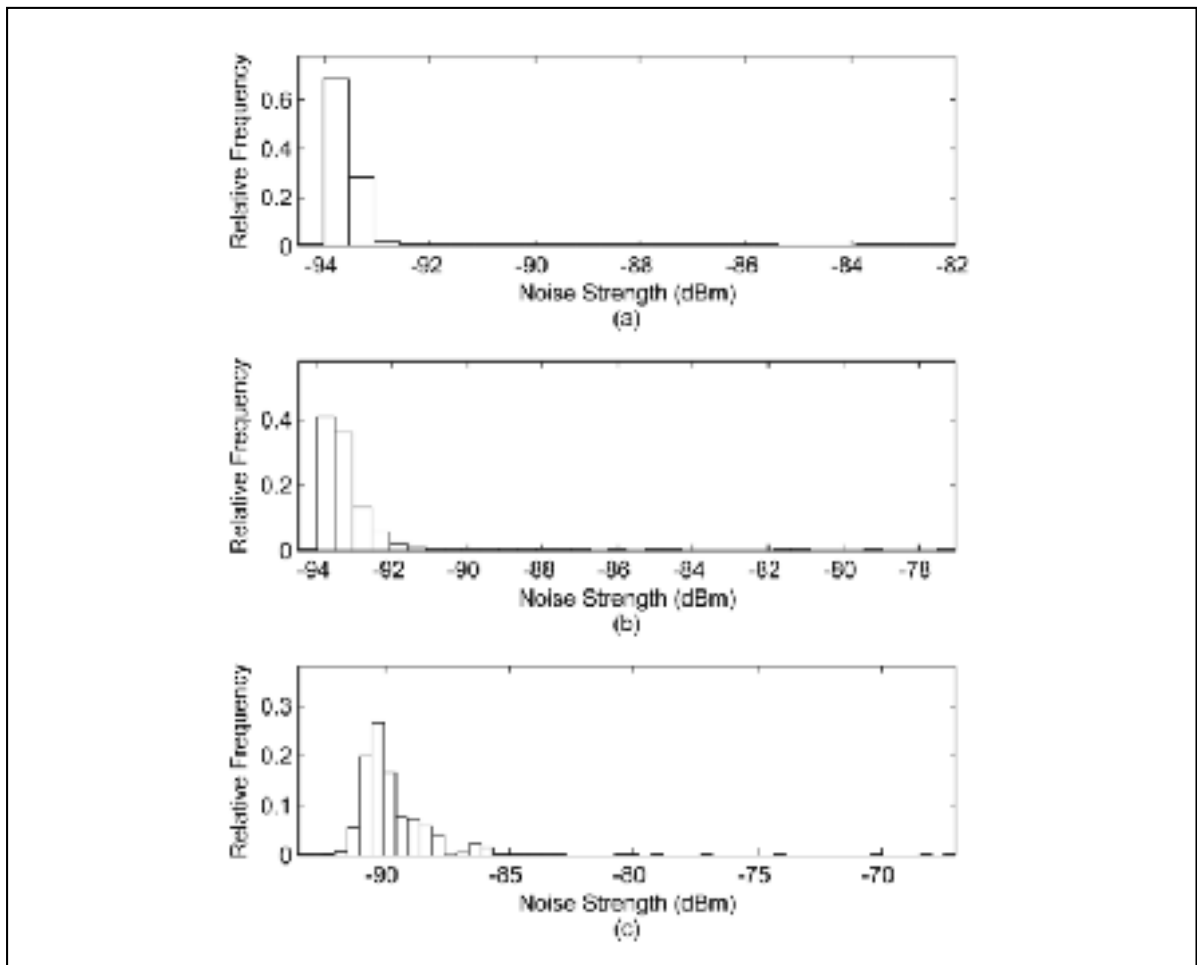 Relative Frequency
0.6
0.4
0.2
0
-94 -92 -90 -88 -86 -84 -82
Noise Strength (dBm)
(a)
Relative Frequency
0.4
0.2
0
-94 -92 -90 -88 -86 -84 -82 -80 -78
Noise Strength (dBm)
(b)
Relative Frequency
0.3
0.2
0.1
0
-90 -85 -80 -75 -70
Noise Strength (dBm)
(c)